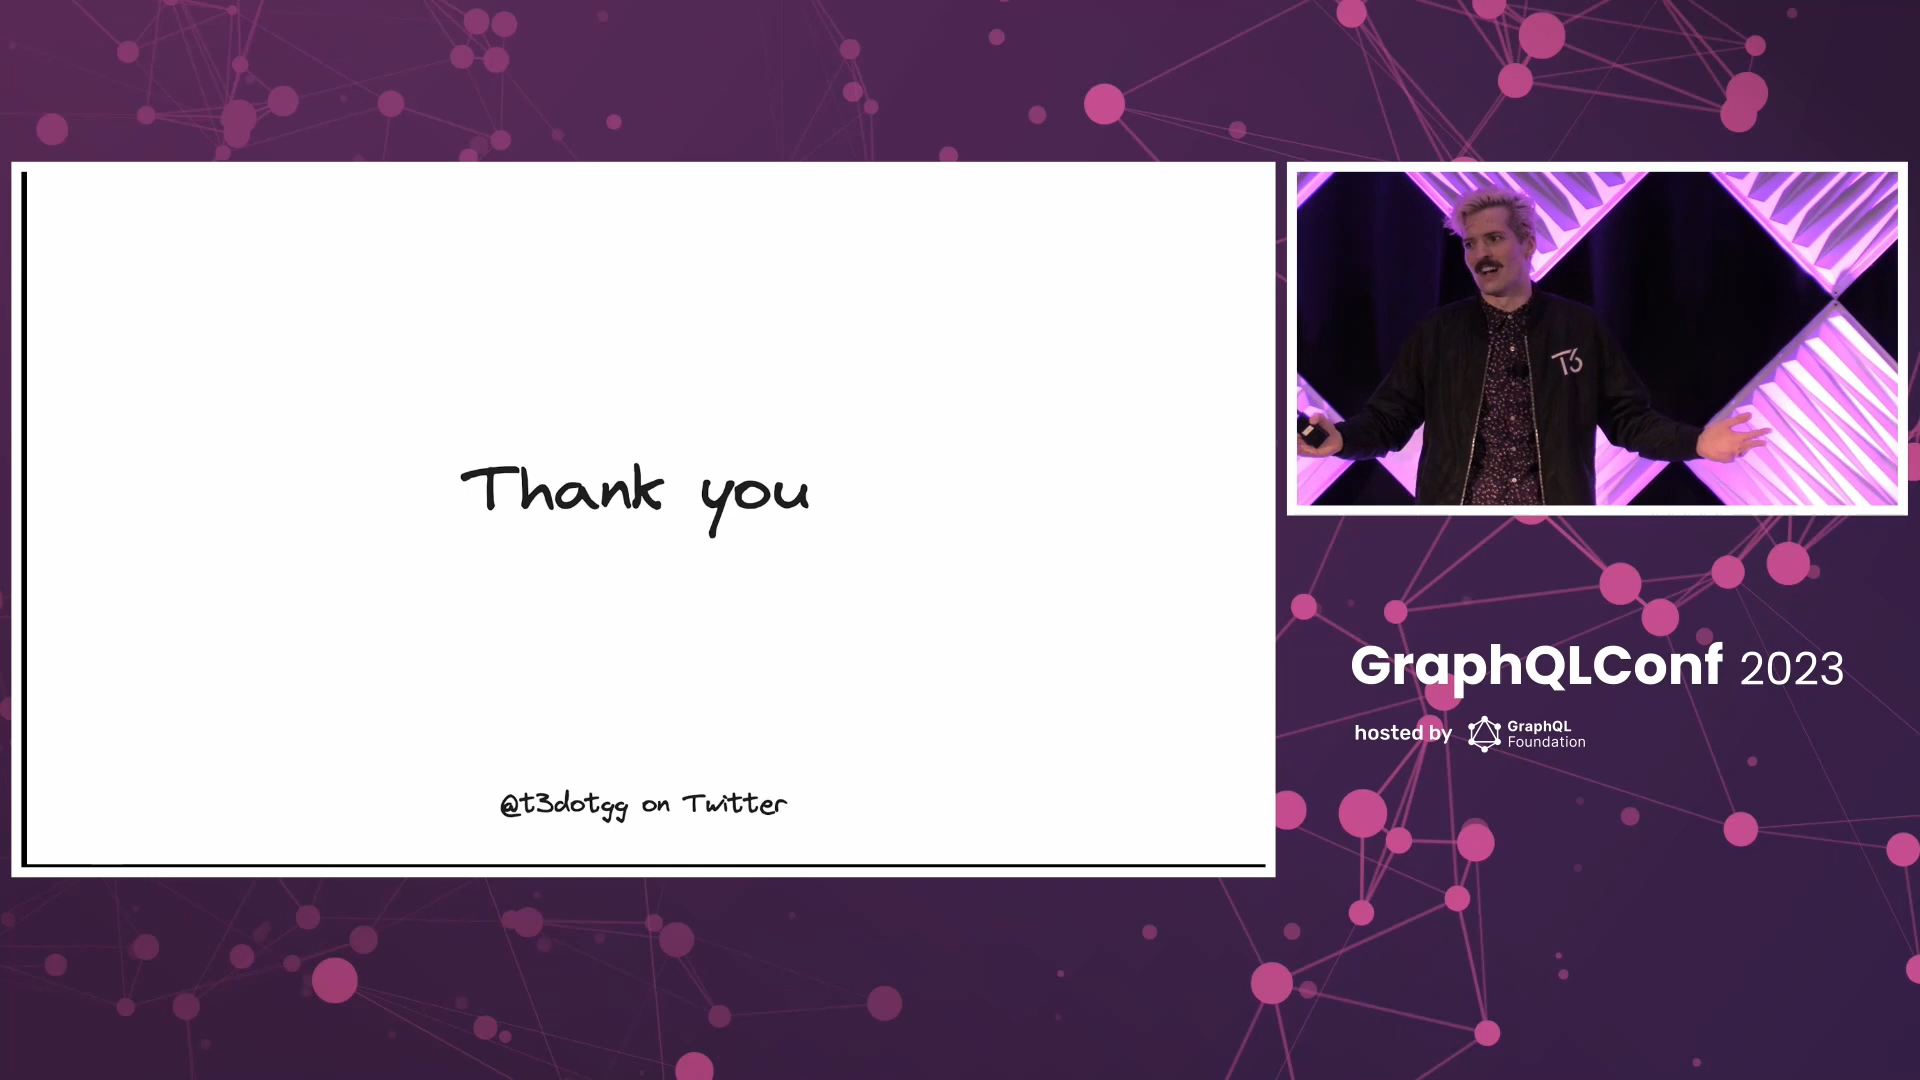 Thank you
@t3dotgg on Twitter
T3
GraphQLConf 2023
hosted by GraphQL
Foundation